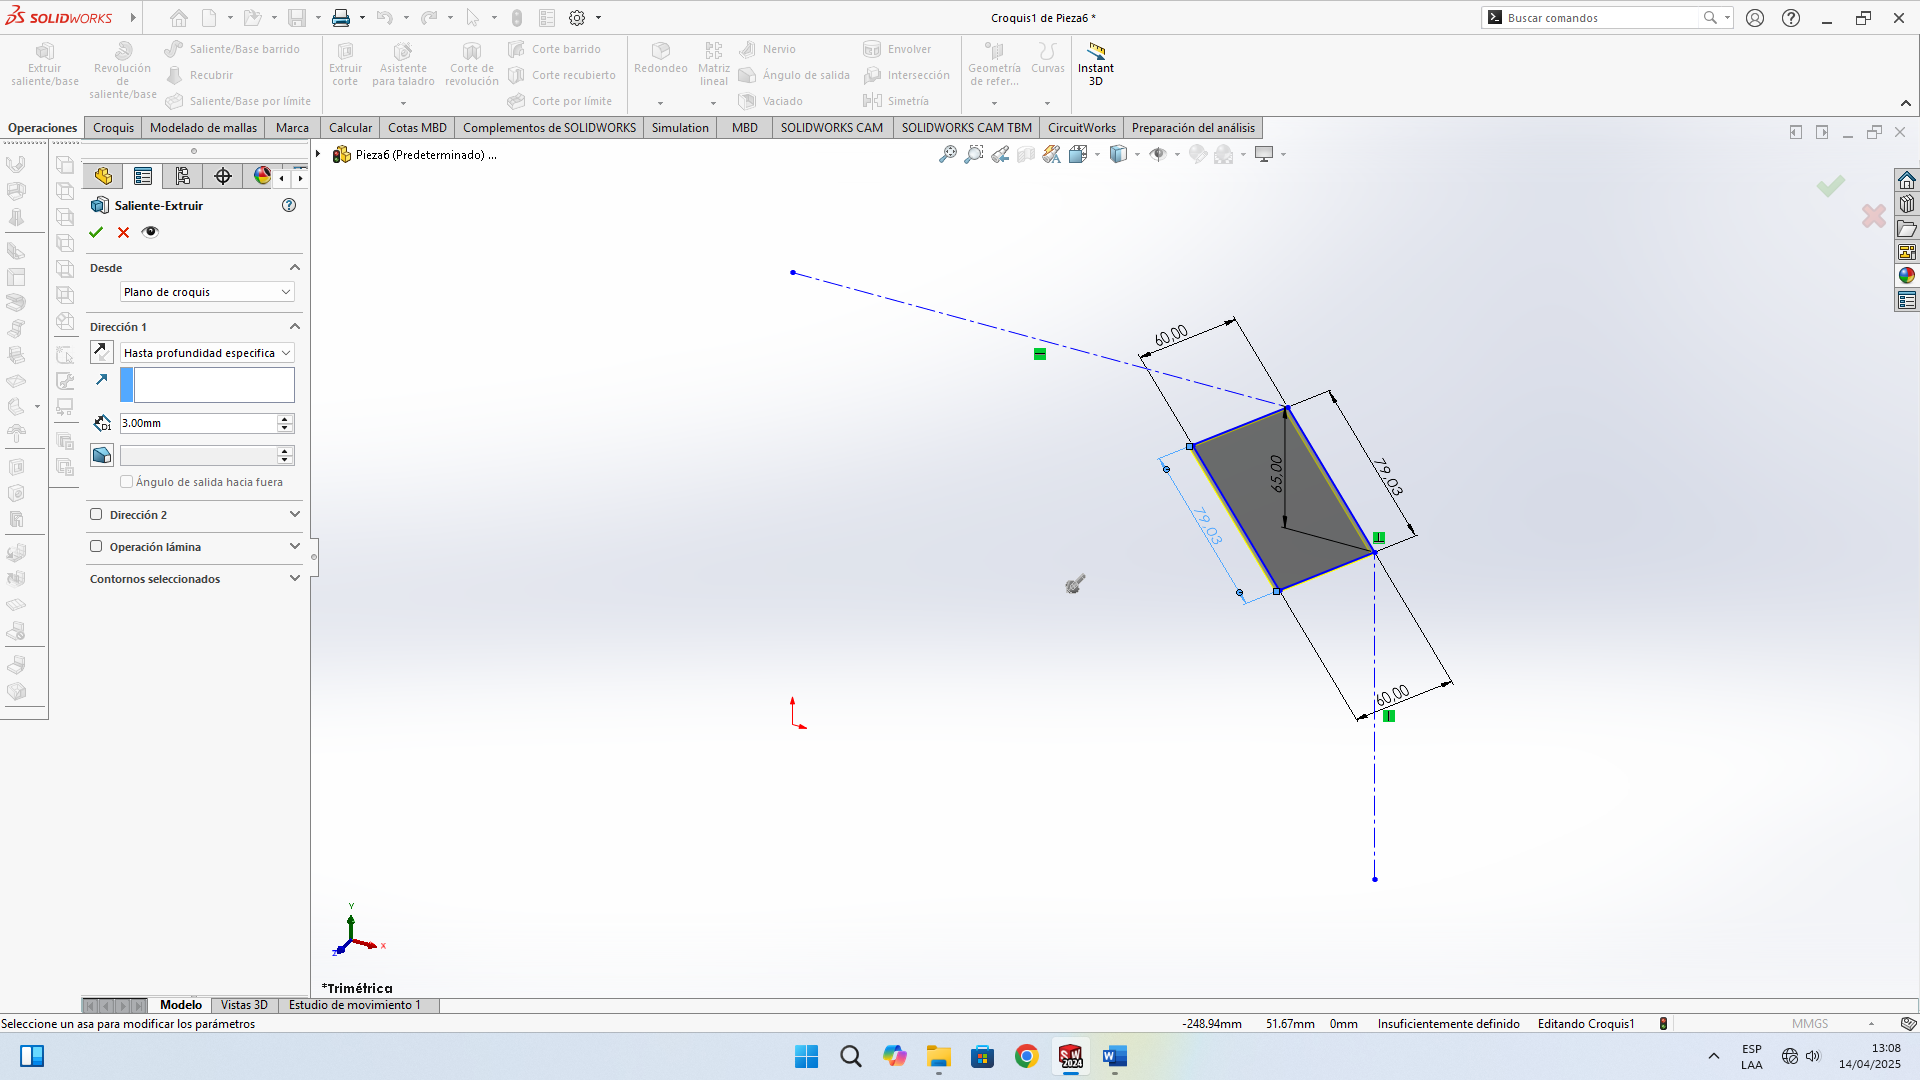 SOLIDWORKS
Croquis1 de Pieza6 *
Buscar comandos
Extruir saliente/base
Revolución de saliente/base
Saliente/Base barrido
Recubrir
Saliente/Base por límite
Extruir corte
Asistente para taladro
Corte de revolución
Corte barrido
Corte recubierto
Corte por límite
Redondeo
Matriz lineal
Nervio
Ángulo de salida
Vaciado
Envolver
Intersección
Simetría
Geometría de refer...
Curvas
Instant 3D
Operaciones
Croquis
Modelado de mallas
Marca
Calcular
Cotas MBD
Complementos de SOLIDWORKS
Simulation
MBD
SOLIDWORKS CAM
SOLIDWORKS CAM TBM
CircuitWorks
Preparación del análisis
Pieza6 (Predeterminado) ...
Saliente-Extruir
Desde
Plano de croquis
Dirección 1
Hasta profundidad especifica
D1
3.00mm
Ángulo de salida hacia fuera
Dirección 2
Operación lámina
Contornos seleccionados
60,00
79,03
65,00
79,03
60,00
Y
X
Z
*Trimétrica
Modelo
Vistas 3D
Estudio de movimiento 1
Seleccione un asa para modificar los parámetros
-248.94mm
51.67mm
0mm
Insuficientemente definido
Editando Croquis1
MMGS
SW 2024
W
ESP
LAA
13:08
14/04/2025